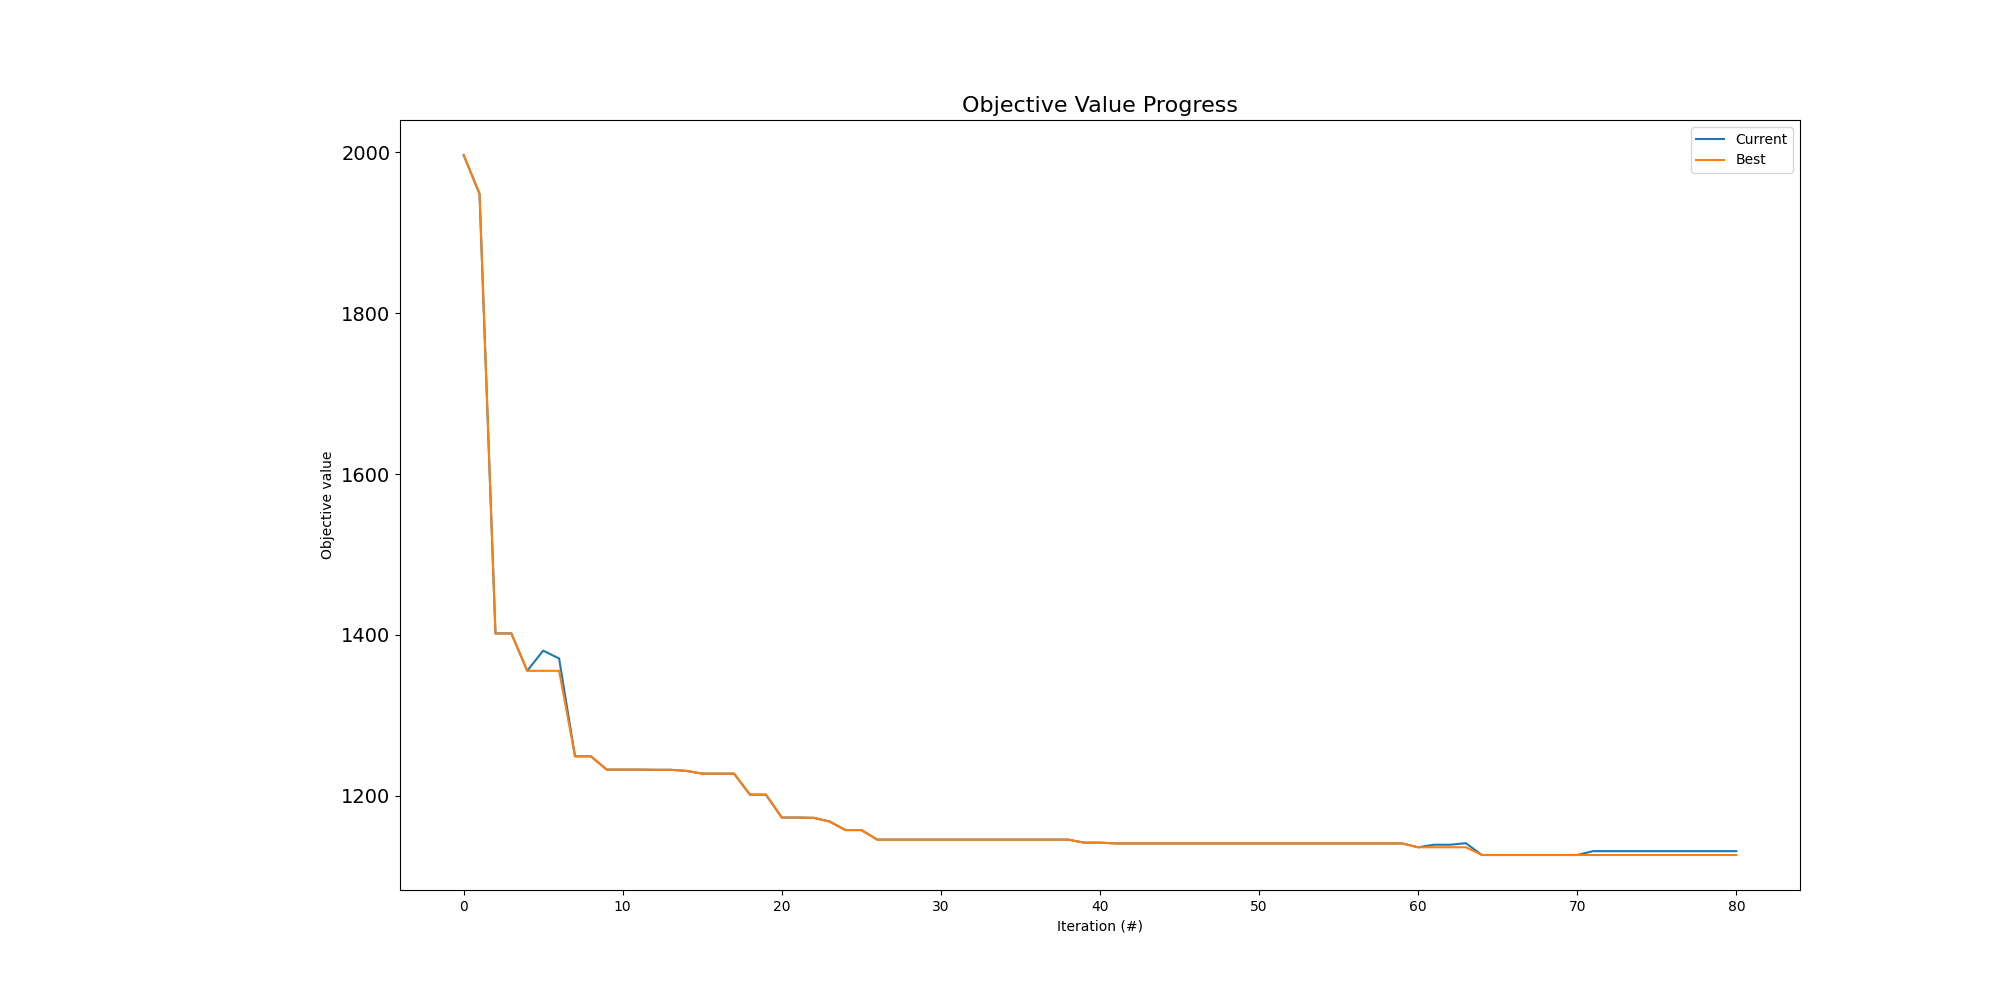 Objective Value Progress
Current
Best
2000
1800
1600
1400
1200
Objective value
0 10 20 30 40 50 60 70 80
Iteration (#)